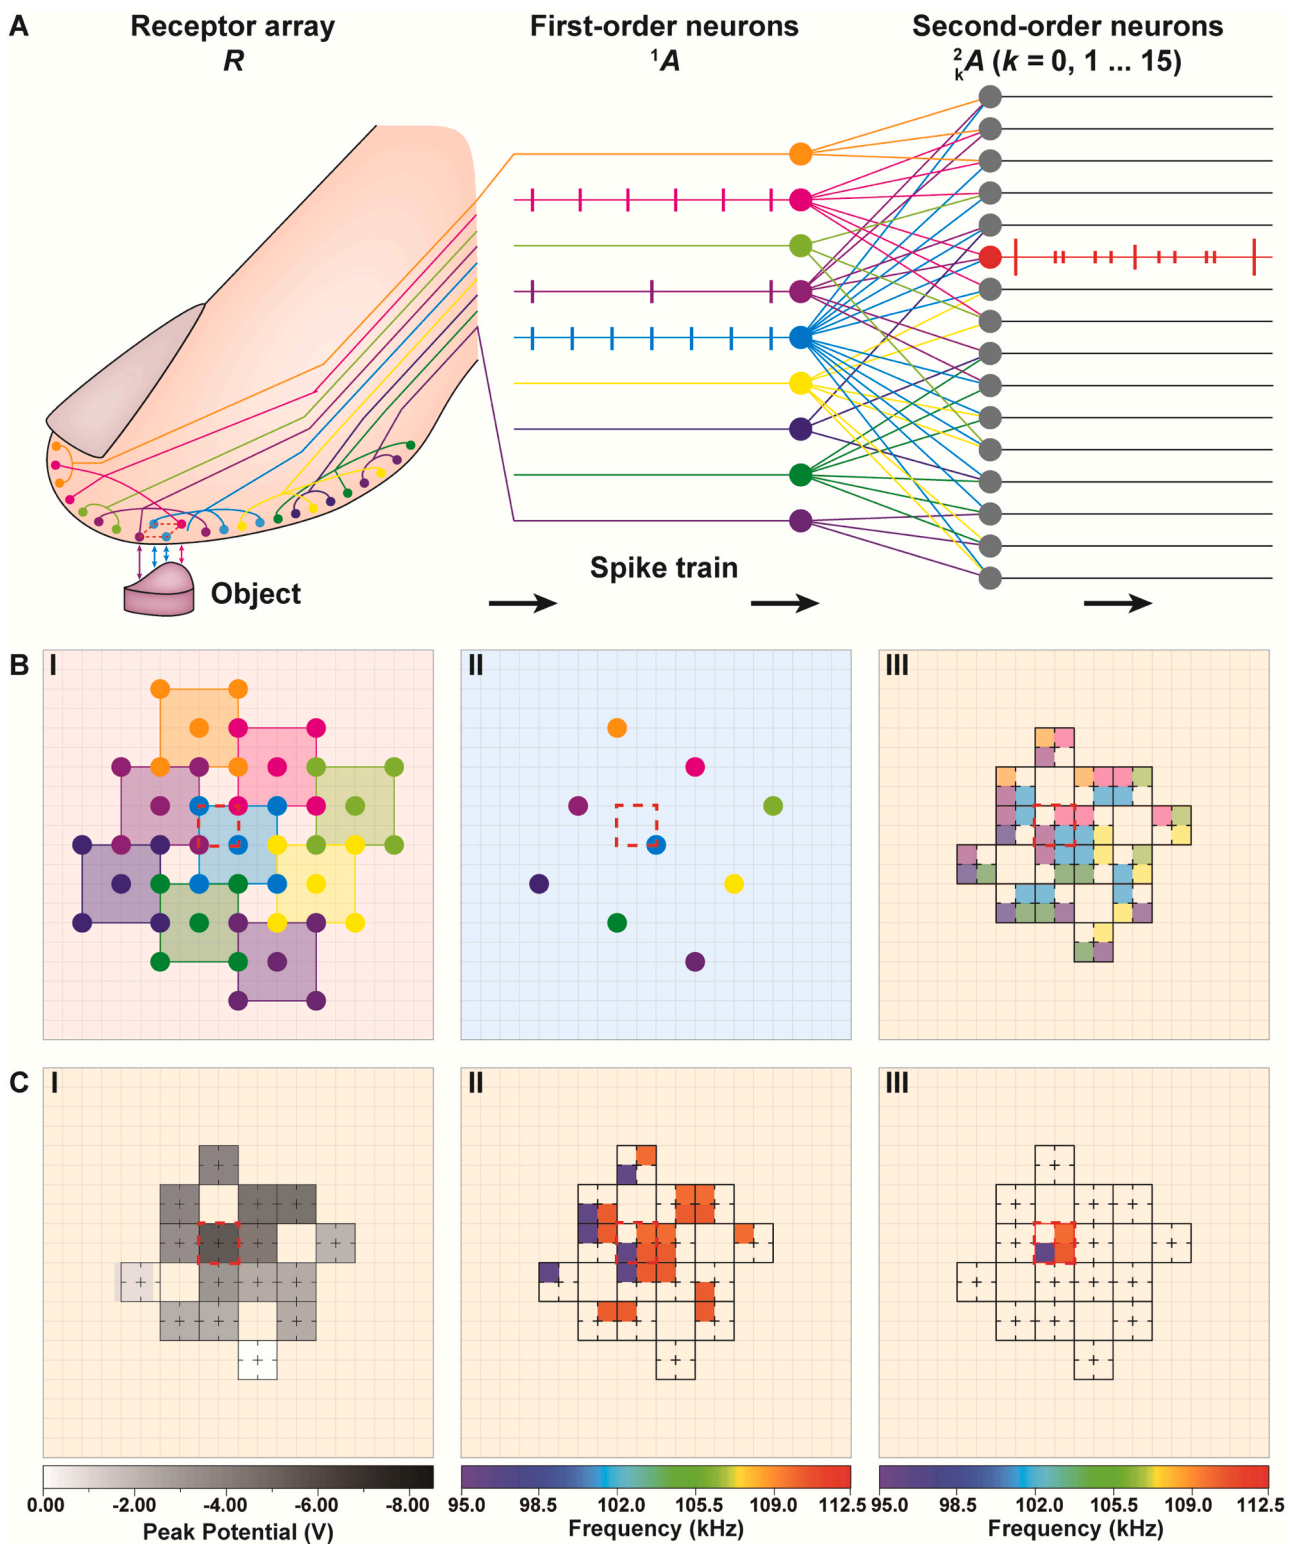 A
Receptor array
R
First-order neurons
¹A
Second-order neurons
²ₖA (k = 0, 1 ... 15)
Object
Spike train
B
I
II
III
C
I
II
III
0.00 -2.000 -4.000 -6.000 -8.00
Peak Potential (V)
95.0 98.5 102.0 105.5 109.0 112.5
Frequency (kHz)
95.0 98.5 102.0 105.5 109.0 112.5
Frequency (kHz)